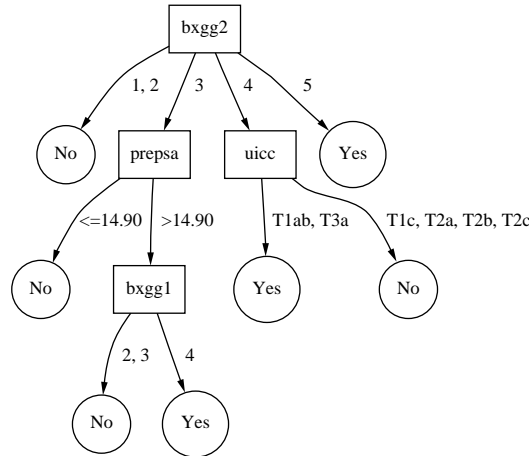 bxgg2
1, 2
3
4
5
No
prepsa
uicc
Yes
<=14.90
>14.90
T1ab, T3a
T1c, T2a, T2b, T2c
No
bxgg1
Yes
No
2, 3
4
No
Yes